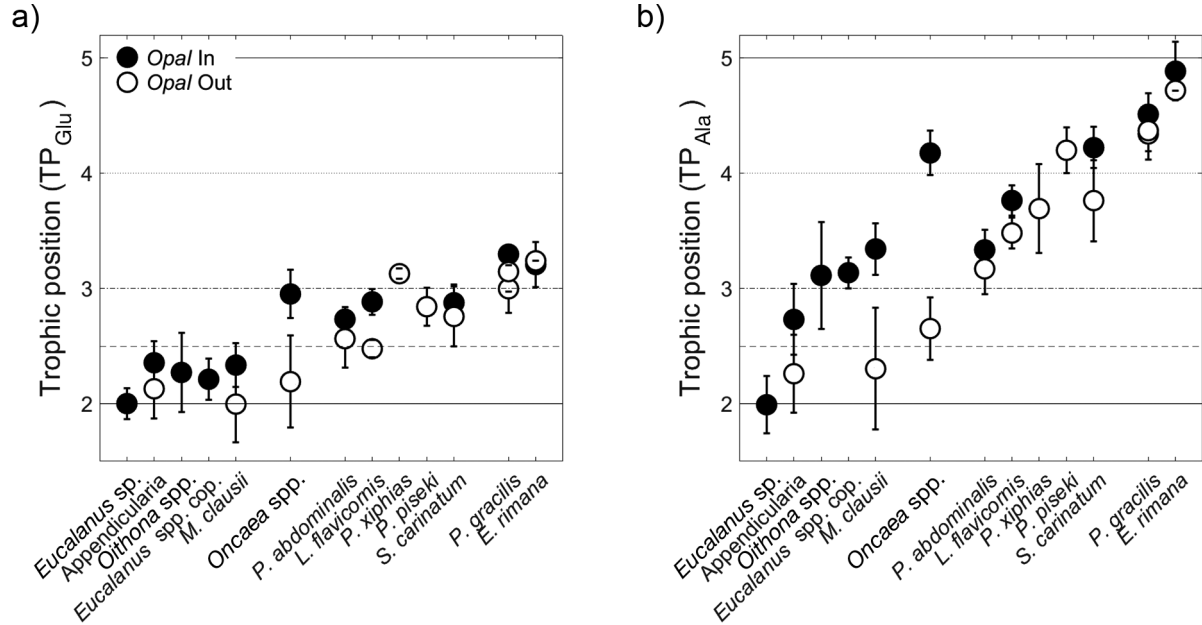 a)
Opal In
Opal Out
Trophic position (TP_Glu)
5
4
3
2
Eucalanus sp.
Appendicularia
Oithona spp.
Eucalanus spp. cop.
M. clausii
Oncaea spp.
P. abdominalis
L. flavicornis
P. xiphias
P. piseki
S. carinatum
P. gracilis
E. rimana
b)
Trophic position (TP_Ala)
5
4
3
2
Eucalanus sp.
Appendicularia
Oithona spp.
Eucalanus spp. cop.
M. clausii
Oncaea spp.
P. abdominalis
L. flavicornis
P. xiphias
P. piseki
S. carinatum
P. gracilis
E. rimana